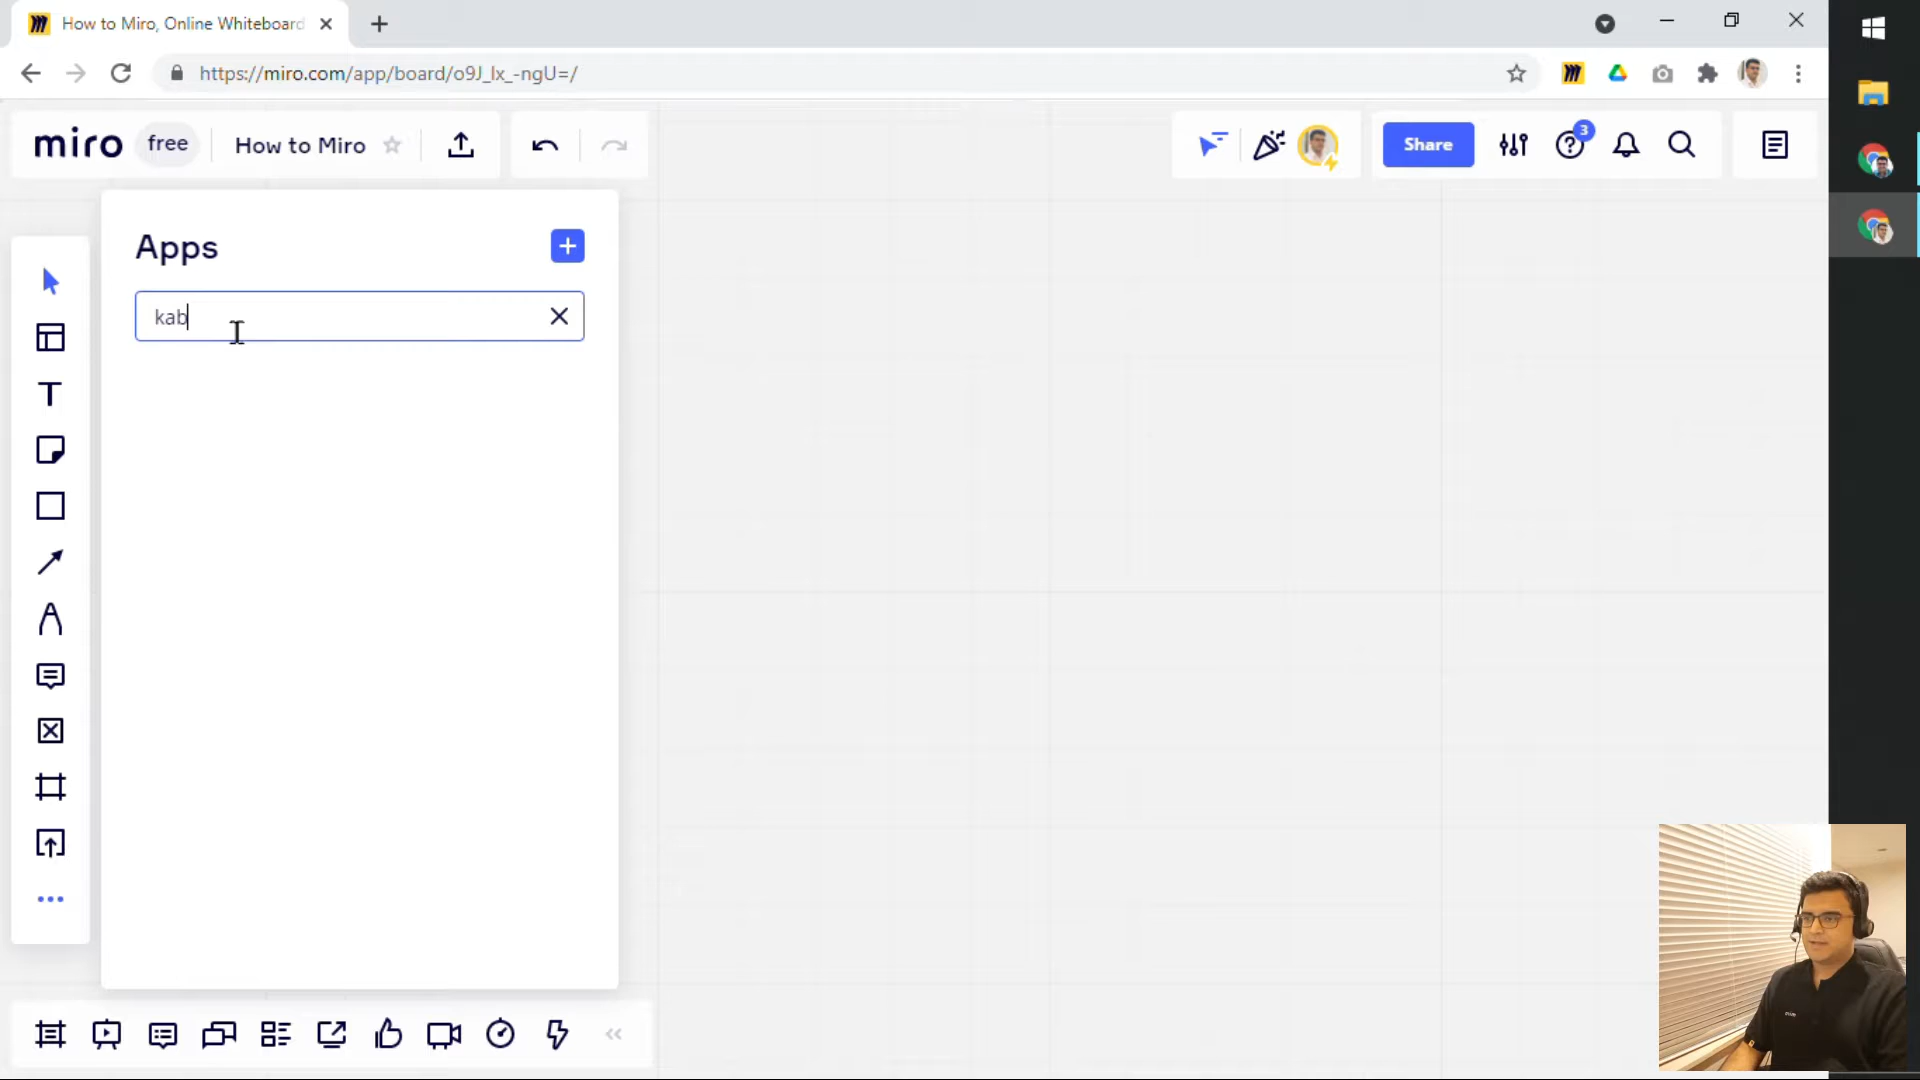 How to Miro, Online Whiteboard
https://miro.com/app/board/o9J_lx_-ngU=/
miro
free
How to Miro
Share
3
Apps
kab